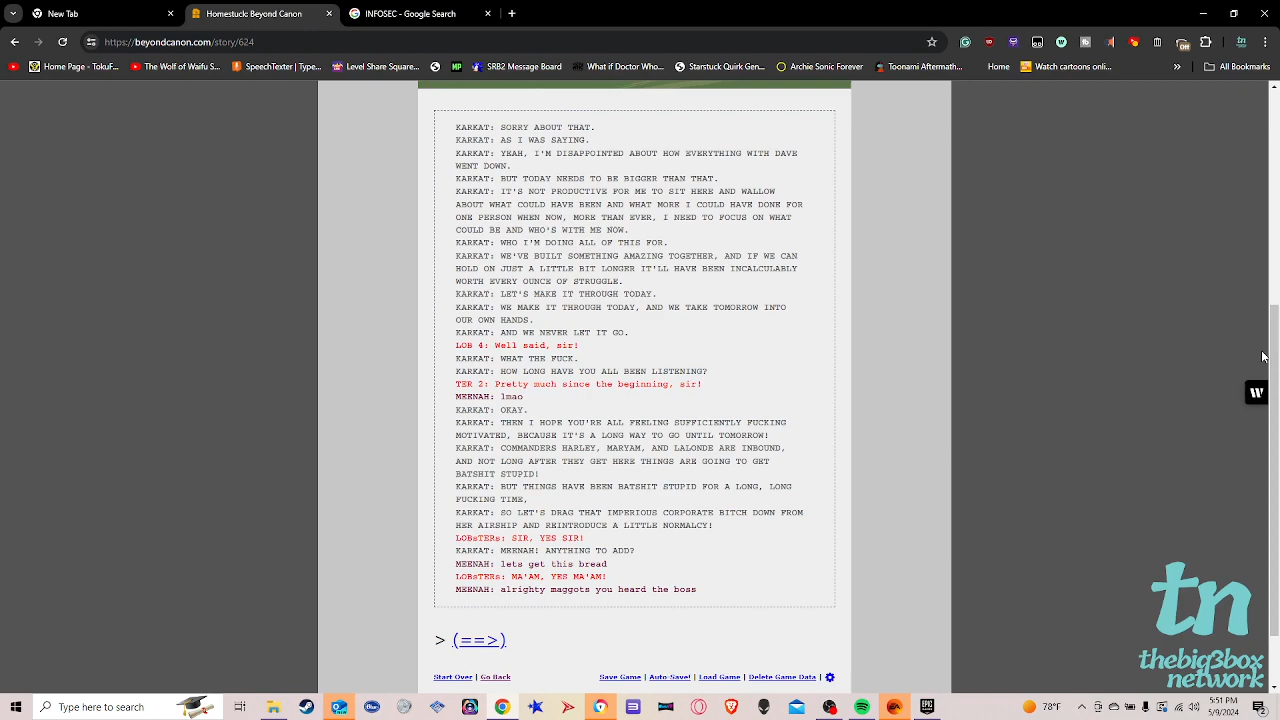 New Tab
Homestuck Beyond Canon
INFOSEC - Google Search
https://beyondcanon.com/story/624
Home Page - TokuF...
The Wolf of Waifu S...
SpeechTexter | Type...
Level Share Square...
MP
SRB2 Message Board
What if Doctor Who...
Starship: Quirk Gen...
Archie Sonic Forever
Toonami Aftermath...
Home
Watch cartoons on...
All Bookmarks
KARKAT: SORRY ABOUT THAT.
KARKAT: AS I WAS SAYING.
KARKAT: YEAH, I'M DISAPPOINTED ABOUT HOW EVERYTHING WITH DAVE
WENT DOWN.
KARKAT: BUT TODAY NEEDS TO BE BIGGER THAN THAT.
KARKAT: IT'S NOT PRODUCTIVE FOR ME TO SIT HERE AND WALLOW
ABOUT WHAT COULD HAVE BEEN AND WHAT MORE I COULD HAVE DONE FOR
ONE PERSON WHEN NOW, MORE THAN EVER, I NEED TO FOCUS ON WHAT
COULD BE AND WHO'S WITH ME NOW.
KARKAT: WHO I'M DOING ALL OF THIS FOR.
KARKAT: WE'VE BUILT SOMETHING AMAZING TOGETHER, AND IF WE CAN
HOLD ON JUST A LITTLE BIT LONGER IT'LL HAVE BEEN INCALCULABLY
WORTH EVERY OUNCE OF STRUGGLE.
KARKAT: LET'S MAKE IT THROUGH TODAY.
KARKAT: WE MAKE IT THROUGH TODAY, AND WE TAKE TOMORROW INTO
OUR OWN HANDS.
KARKAT: AND WE NEVER LET IT GO.
LOB 4: Well said, sir!
KARKAT: WHAT THE FUCK.
KARKAT: HOW LONG HAVE YOU ALL BEEN LISTENING?
TER 2: Pretty much since the beginning, sir!
MEENAH: lmao
KARKAT: OKAY.
KARKAT: THEN I HOPE YOU'RE ALL FEELING SUFFICIENTLY FUCKING
MOTIVATED, BECAUSE IT'S A LONG WAY TO GO UNTIL TOMORROW!
KARKAT: COMMANDERS HARLEY, MARYAM, AND LALONDE ARE INBOUND,
AND NOT LONG AFTER THEY GET HERE THINGS ARE GOING TO GET
BATSHIT STUPID!
KARKAT: BUT THINGS HAVE BEEN BATSHIT STUPID FOR A LONG, LONG
FUCKING TIME,
KARKAT: SO LET'S DRAG THAT IMPERIOUS CORPORATE BITCH DOWN FROM
HER AIRSHIP AND REINTRODUCE A LITTLE NORMALCY!
LOBsTERs: SIR, YES SIR!
KARKAT: MEENAH! ANYTHING TO ADD?
MEENAH: lets get this bread
LOBsTERs: MA'AM, YES MA'AM!
MEENAH: alrighty maggots you heard the boss
> (==>)
Start Over | Go Back
Save Game | Auto-Save! | Load Game | Delete Game Data |
tn
thebig3box
network
Type here to search
78°F
5:51 PM
5/9/2024